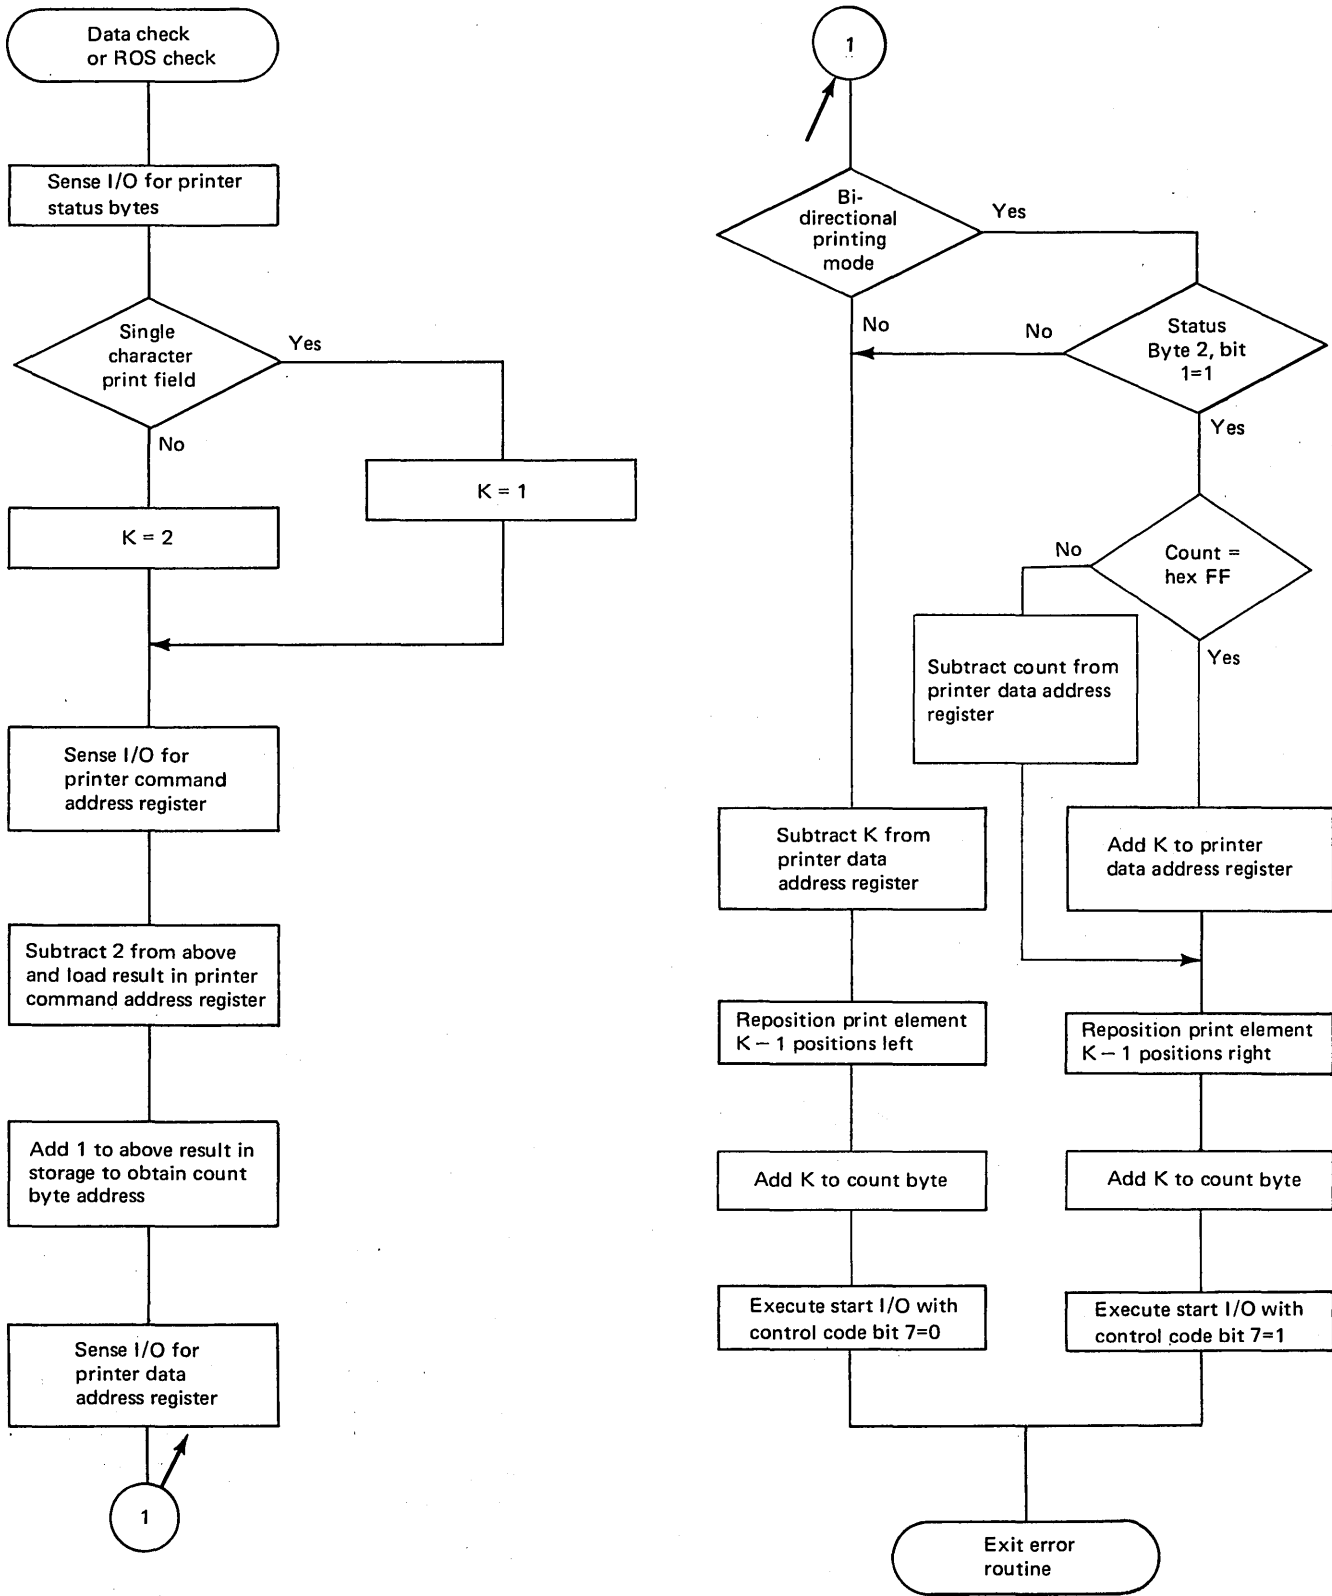 Data check
or ROS check
Sense I/O for printer
status bytes
Single
character
print field
Yes
No
K = 1
K = 2
Sense I/O for
printer command
address register
Subtract 2 from above
and load result in printer
command address register
Add 1 to above result in
storage to obtain count
byte address
Sense I/O for
printer data
address register
1
1
Bi-
directional
printing
mode
Yes
No
No
Status
Byte 2, bit
1=1
Yes
No
Count =
hex FF
Yes
Subtract count from
printer data address
register
Subtract K from
printer data
address register
Add K to printer
data address register
Reposition print element
K – 1 positions left
Reposition print element
K – 1 positions right
Add K to count byte
Add K to count byte
Execute start I/O with
control code bit 7=0
Execute start I/O with
control code bit 7=1
Exit error
routine